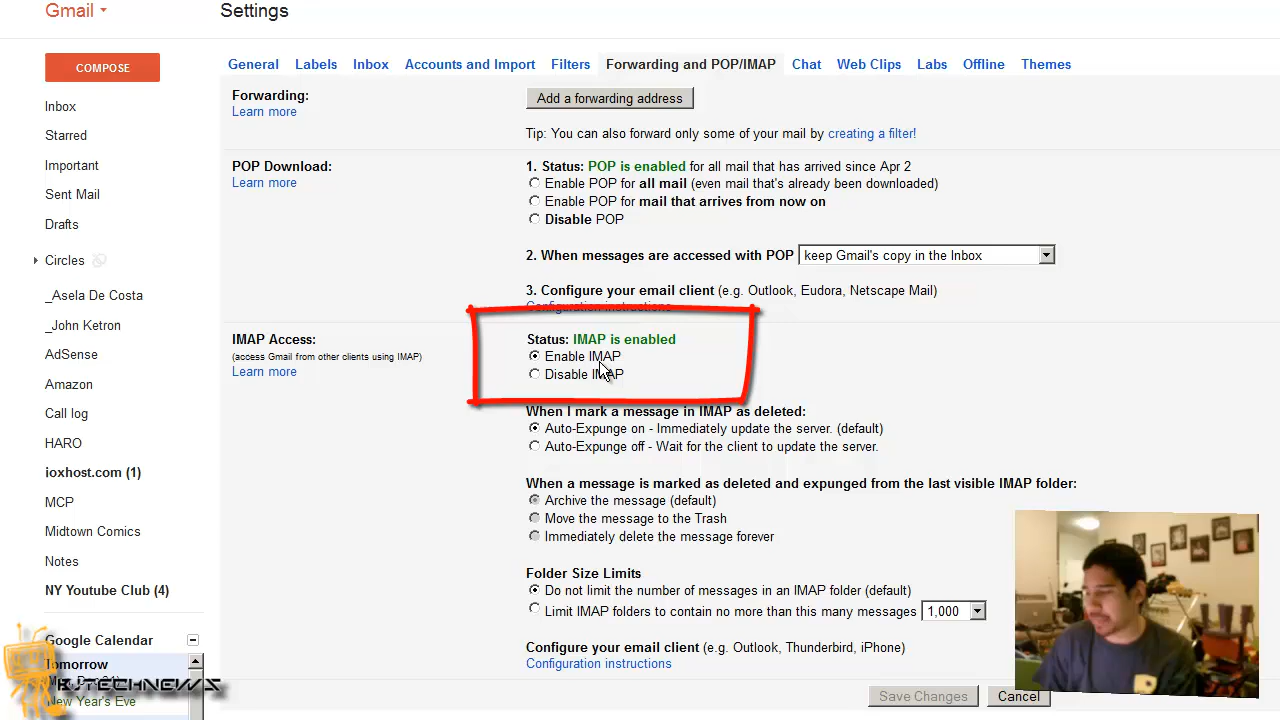 Gmail
Settings
COMPOSE
General Labels Inbox Accounts and Import Filters Forwarding and POP/IMAP Chat Web Clips Labs Offline Themes
Inbox
Starred
Important
Sent Mail
Drafts
Circles
_Asela De Costa
_John Ketron
AdSense
Amazon
Call log
HARO
ioxhost.com (1)
MCP
Midtown Comics
Notes
NY Youtube Club (4)
Google Calendar
Tomorrow
New Year's Eve
BJTECHNEWS
Forwarding:
Learn more
Add a forwarding address
Tip: You can also forward only some of your mail by creating a filter!
POP Download:
Learn more
1. Status: POP is enabled for all mail that has arrived since Apr 2
Enable POP for all mail (even mail that's already been downloaded)
Enable POP for mail that arrives from now on
Disable POP
2. When messages are accessed with POP keep Gmail's copy in the Inbox
3. Configure your email client (e.g. Outlook, Eudora, Netscape Mail)
Configuration instructions
IMAP Access:
(access Gmail from other clients using IMAP)
Learn more
Status: IMAP is enabled
Enable IMAP
Disable IMAP
When I mark a message in IMAP as deleted:
Auto-Expunge on - Immediately update the server. (default)
Auto-Expunge off - Wait for the client to update the server.
When a message is marked as deleted and expunged from the last visible IMAP folder:
Archive the message (default)
Move the message to the Trash
Immediately delete the message forever
Folder Size Limits
Do not limit the number of messages in an IMAP folder (default)
Limit IMAP folders to contain no more than this many messages 1,000
Configure your email client (e.g. Outlook, Thunderbird, iPhone)
Configuration instructions
Save Changes Cancel